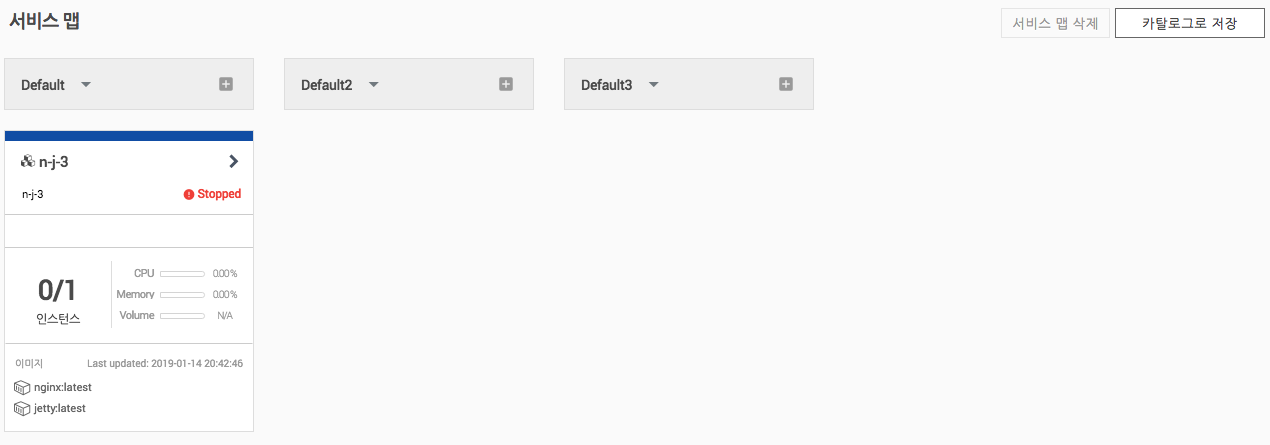 서비스 맵
서비스 맵 삭제
카탈로그로 저장
Default
Default2
Default3
n-j-3
n-j-3
Stopped
0/1
인스턴스
CPU 0.00%
Memory 0.00%
Volume N/A
이미지
Last updated: 2019-01-14 20:42:46
nginx:latest
jetty:latest